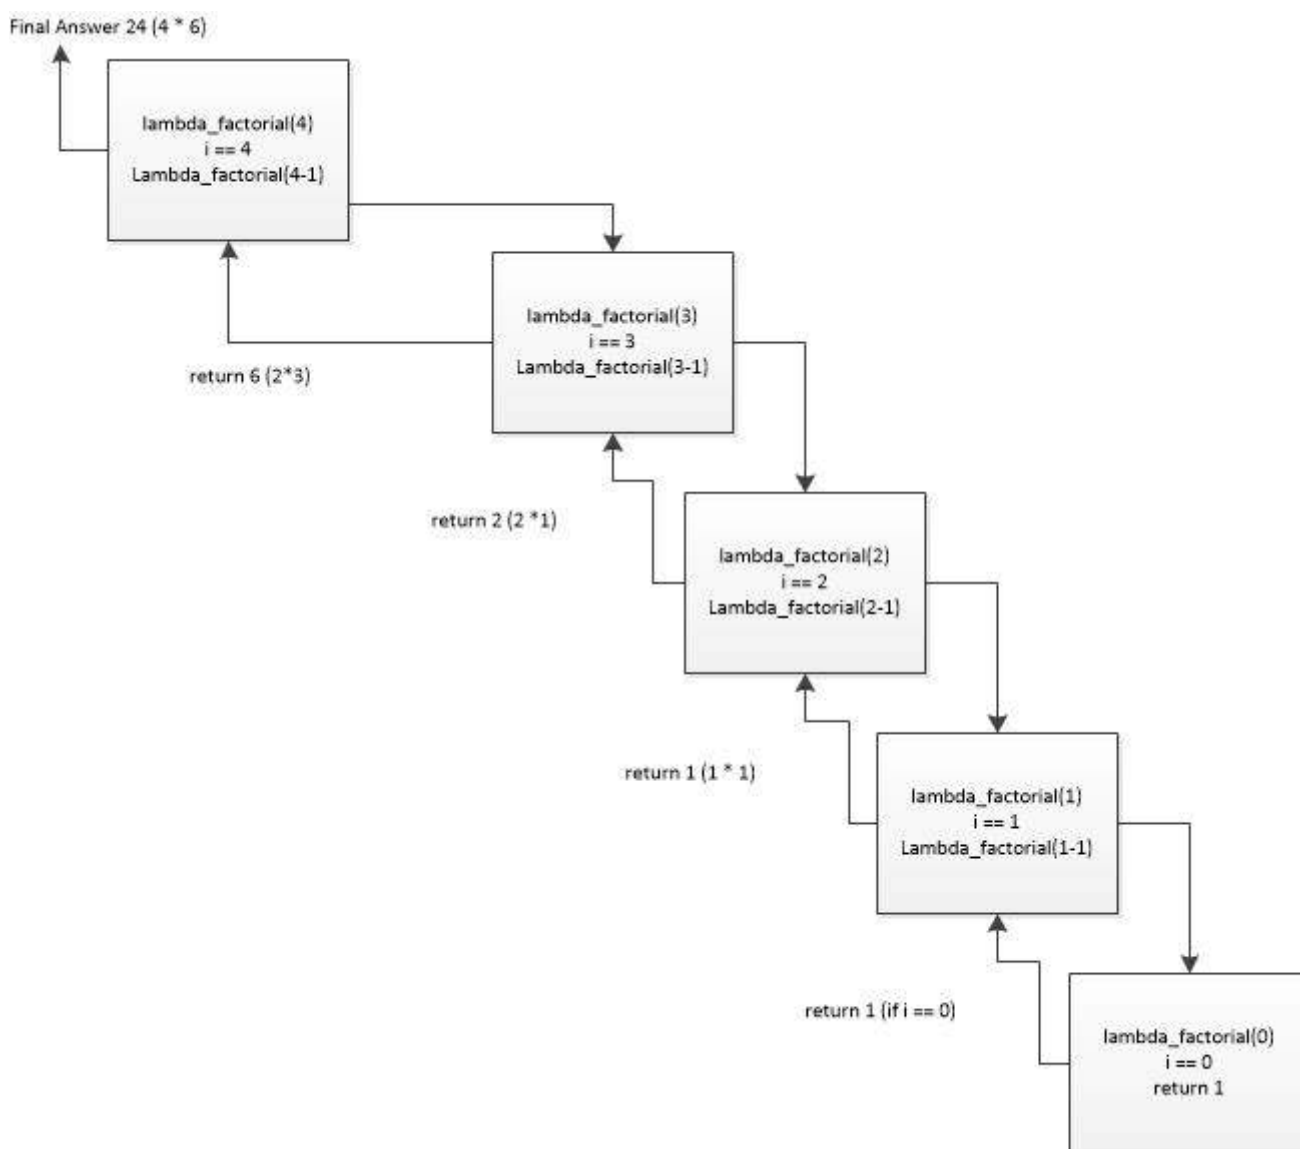 Final Answer 24 (4 * 6)
lambda_factorial(4)
i == 4
Lambda_factorial(4-1)
lambda_factorial(3)
i == 3
Lambda_factorial(3-1)
return 6 (2*3)
return 2 (2 *1)
lambda_factorial(2)
i == 2
Lambda_factorial(2-1)
return 1 (1 * 1)
lambda_factorial(1)
i == 1
Lambda_factorial(1-1)
return 1 (if i == 0)
lambda_factorial(0)
i == 0
return 1